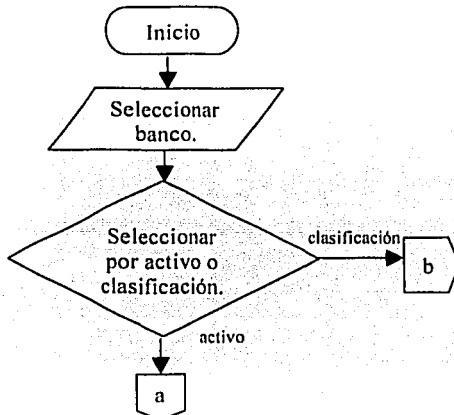 Inicio
Seleccionar
banco.
Seleccionar
por activo o
clasificación.
clasificación
b
activo
a